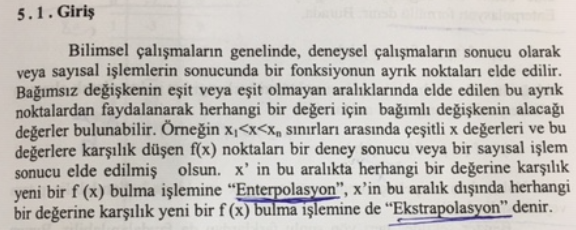 5.1. Giriş
Bilimsel çalışmaların genelinde, deneysel çalışmaların sonucu olarak
veya sayısal işlemlerin sonucunda bir fonksiyonun ayrık noktaları elde edilir.
Bağımsız değişkenin eşit veya eşit olmayan aralıklarında elde edilen bu ayrık
noktalardan faydalanarak herhangi bir değeri için bağımlı değişkenin alacağı
değerler bulunabilir. Örneğin x₁<x<xₙ sınırları arasında çeşitli x değerleri ve bu
değerlere karşılık düşen f(x) noktaları bir deney sonucu veya bir sayısal işlem
sonucu elde edilmiş olsun. x' in bu aralıkta herhangi bir değerine karşılık
yeni bir f (x) bulma işlemine “Enterpolasyon”, x'in bu aralık dışında herhangi
bir değerine karşılık yeni bir f (x) bulma işlemine de “Ekstrapolasyon” denir.